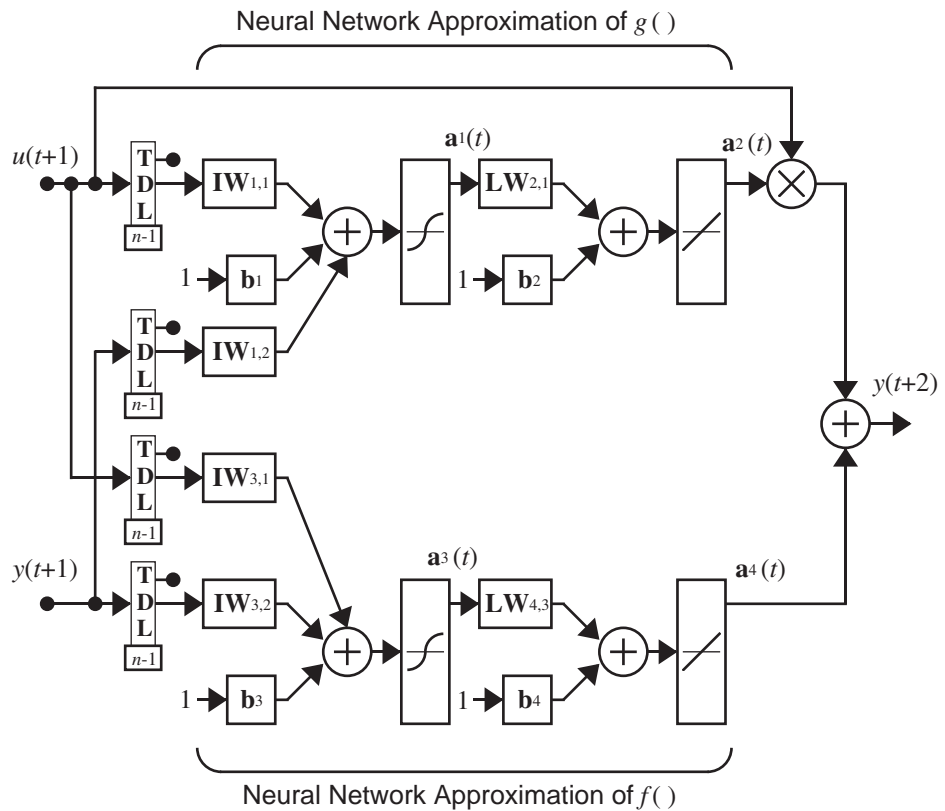 Neural Network Approximation of g ( )
a1(t)
a2 (t)
u(t+1)
T
D
L
n-1
IW1,1
LW2,1
1
b1
1
b2
T
D
L
n-1
IW1,2
y(t+2)
T
D
L
n-1
IW3,1
y(t+1)
a3 (t)
a4 (t)
T
D
L
n-1
IW3,2
LW4,3
1
b3
1
b4
Neural Network Approximation of f ( )